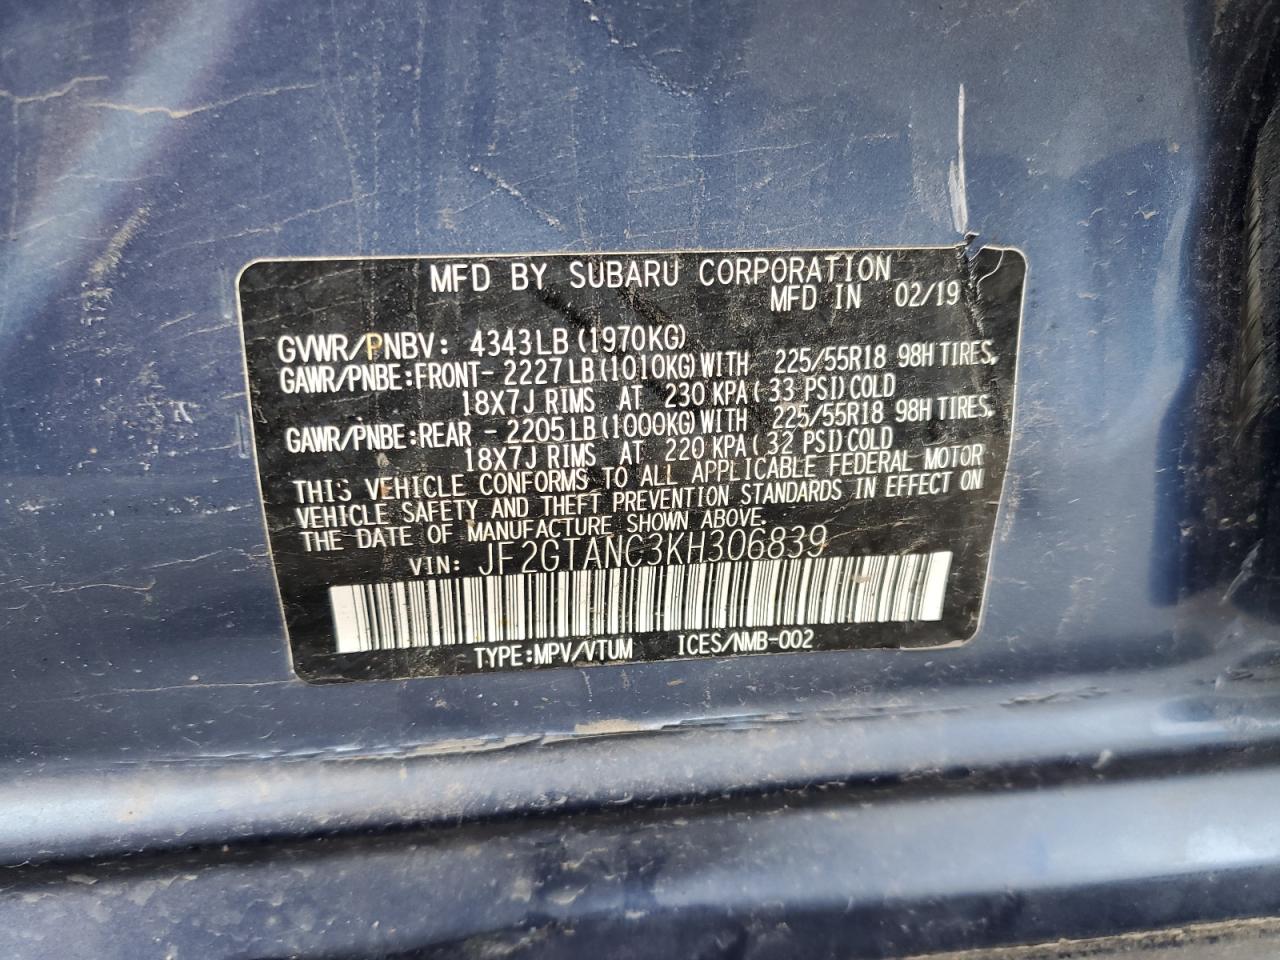 MFD BY SUBARU CORPORATION
MFD IN 02/19
GVWR/PNBV: 4343LB (1970KG)
GAWR/PNBE:FRONT- 2227LB (1010KG) WITH 225/55R18 98H TIRES,
18X7J RIMS AT 230 KPA( 33 PSI) COLD
GAWR/PNBE:REAR - 2205LB (1000KG) WITH 225/55R18 98H TIRES,
18X7J RIMS AT 220 KPA( 32 PSI) COLD
THIS VEHICLE CONFORMS TO ALL APPLICABLE FEDERAL MOTOR
VEHICLE SAFETY AND THEFT PREVENTION STANDARDS IN EFFECT ON
THE DATE OF MANUFACTURE SHOWN ABOVE.
VIN: JF2GTANC3KH306839
TYPE:MPV/VTUM ICES/NMB-002